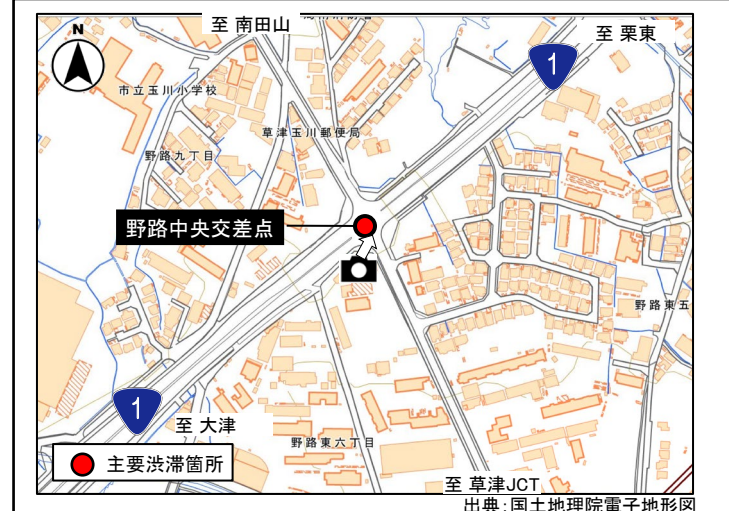 至 南田山
至 栗東
N
1
市立玉川小学校
草津玉川郵便局
野路九丁目
野路中央交差点
野路東五
1
至 大津
野路東六丁目
主要渋滞箇所
至 草津JCT
出典:国土地理院電子地形図